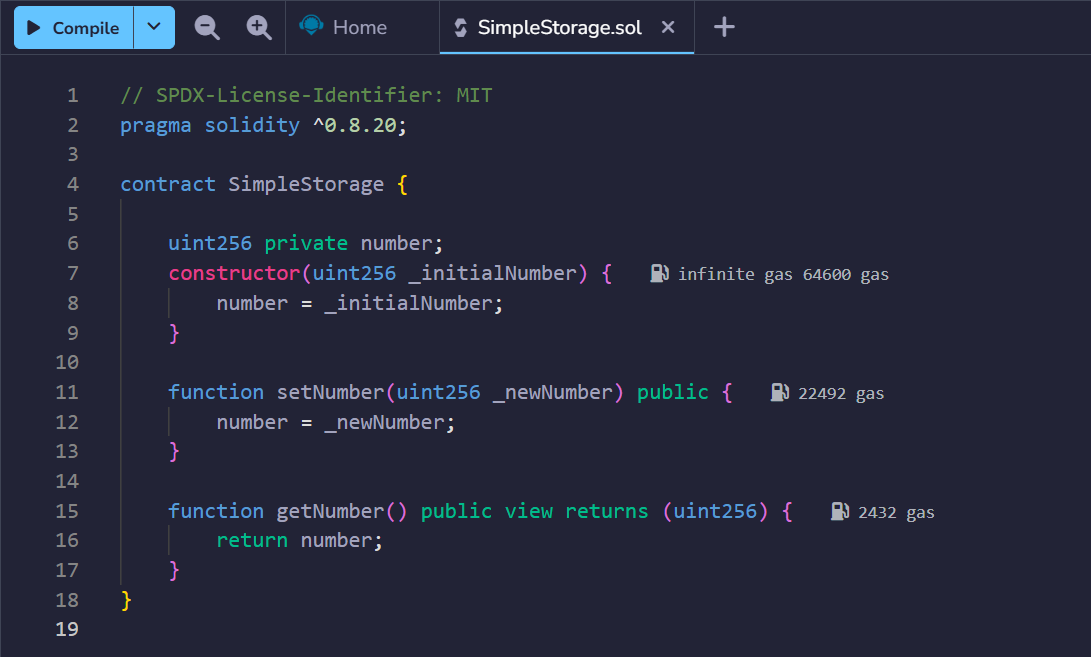 Compile Home SimpleStorage.sol
1 // SPDX-License-Identifier: MIT
2 pragma solidity ^0.8.20;
3
4 contract SimpleStorage {
5
6 uint256 private number;
7 constructor(uint256 _initialNumber) { infinite gas 64600 gas
8 number = _initialNumber;
9 }
10
11 function setNumber(uint256 _newNumber) public { 22492 gas
12 number = _newNumber;
13 }
14
15 function getNumber() public view returns (uint256) { 2432 gas
16 return number;
17 }
18 }
19